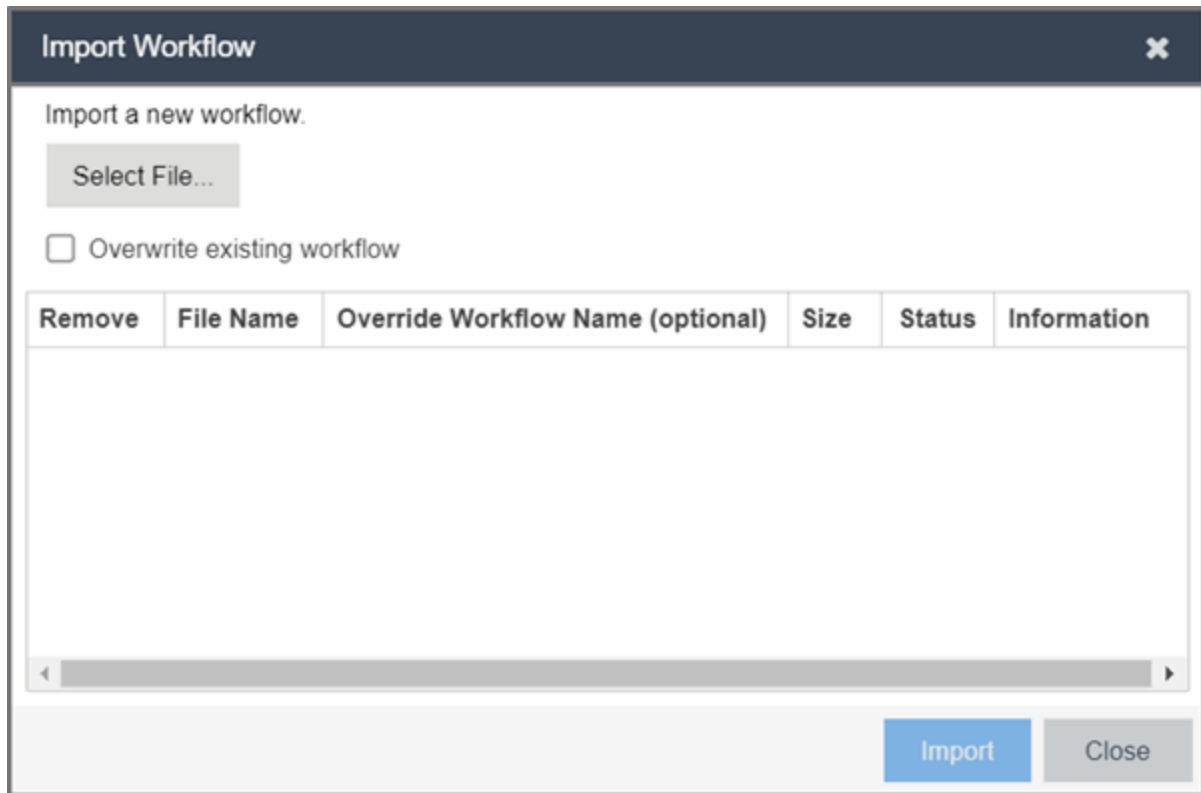 Import Workflow
Import a new workflow.
Select File...
Overwrite existing workflow
Remove File Name Override Workflow Name (optional) Size Status Information
Import Close